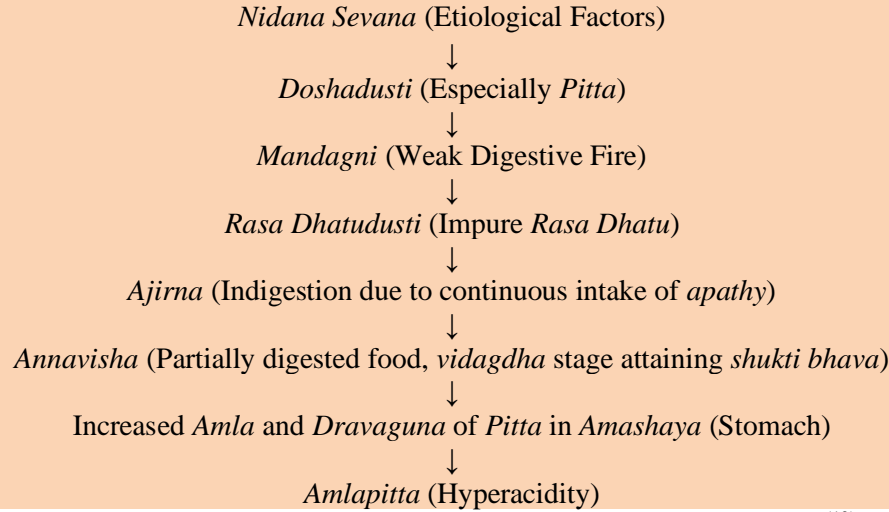 Nidana Sevana (Etiological Factors)
↓
Doshadusti (Especially Pitta)
↓
Mandagni (Weak Digestive Fire)
↓
Rasa Dhatudusti (Impure Rasa Dhatu)
↓
Ajirna (Indigestion due to continuous intake of apathy)
↓
Annavisha (Partially digested food, vidagdha stage attaining shukti bhava)
↓
Increased Amla and Dravaguna of Pitta in Amashaya (Stomach)
↓
Amlapitta (Hyperacidity)